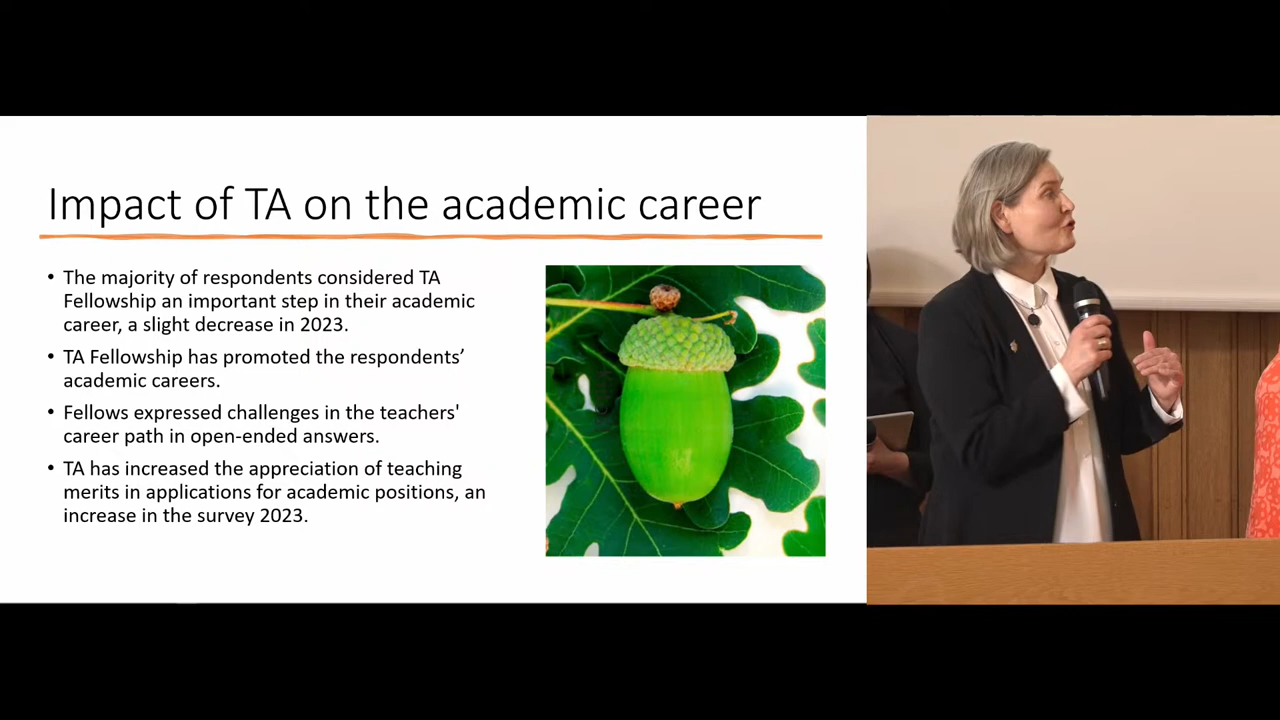 Impact of TA on the academic career
• The majority of respondents considered TA
Fellowship an important step in their academic
career, a slight decrease in 2023.
• TA Fellowship has promoted the respondents’
academic careers.
• Fellows expressed challenges in the teachers'
career path in open-ended answers.
• TA has increased the appreciation of teaching
merits in applications for academic positions, an
increase in the survey 2023.